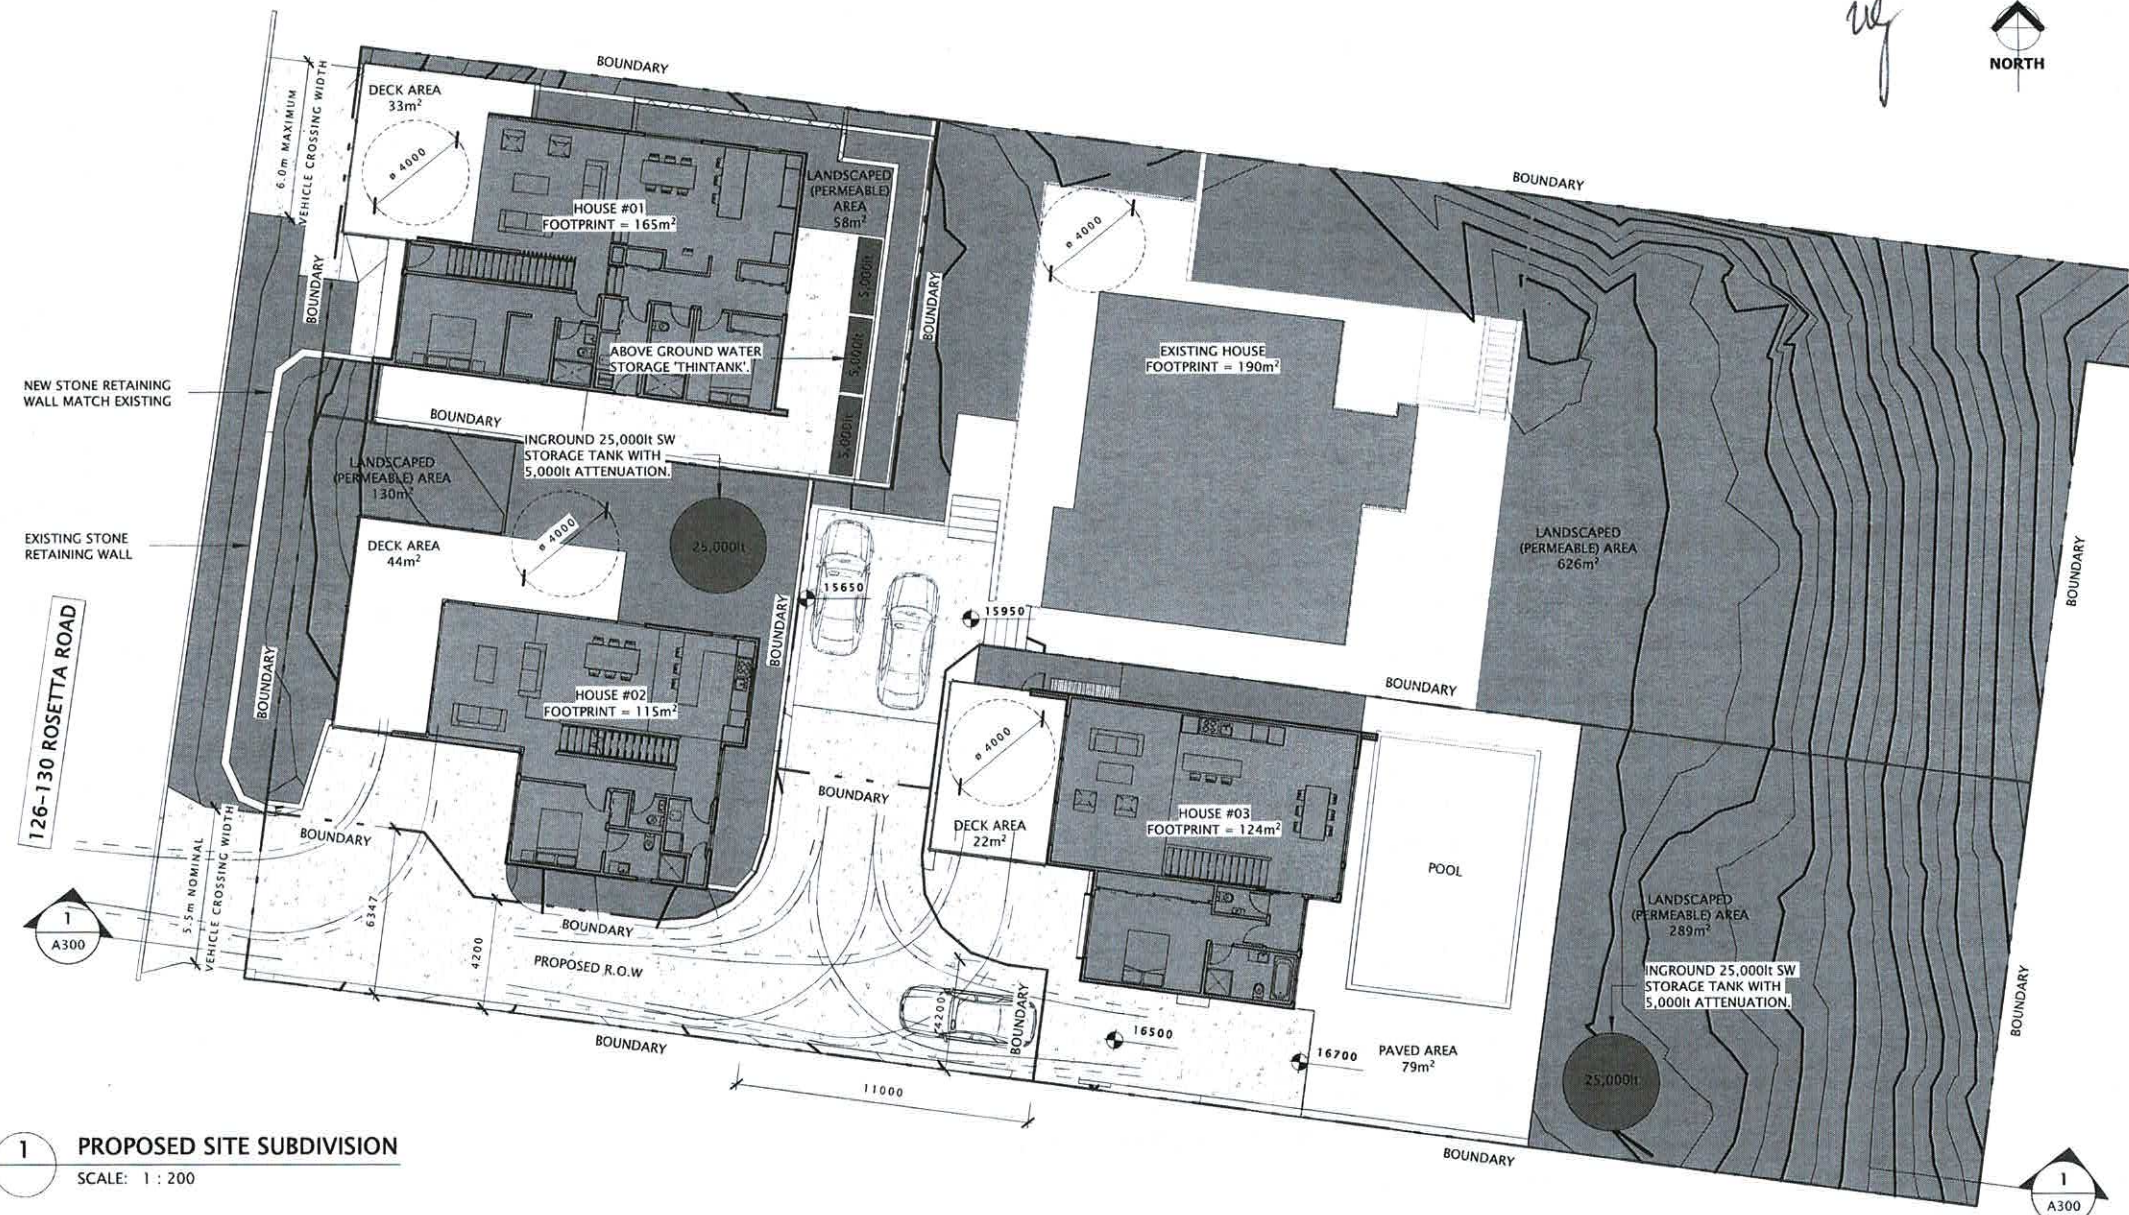 NORTH
BOUNDARY
DECK AREA
33m²
6.0m MAXIMUM
VEHICLE CROSSING WIDTH
ø 4000
HOUSE #01
FOOTPRINT = 165m²
LANDSCAPED
(PERMEABLE)
AREA
58m²
BOUNDARY
ø 4000
BOUNDARY
BOUNDARY
5,000lt
5,000lt
5,000lt
ABOVE GROUND WATER
STORAGE 'THINTANK'.
EXISTING HOUSE
FOOTPRINT = 190m²
NEW STONE RETAINING
WALL MATCH EXISTING
BOUNDARY
INGROUND 25,000lt SW
STORAGE TANK WITH
5,000lt ATTENUATION.
LANDSCAPED
(PERMEABLE) AREA
130m²
EXISTING STONE
RETAINING WALL
DECK AREA
44m²
ø 4000
25,000lt
LANDSCAPED
(PERMEABLE) AREA
626m²
BOUNDARY
15650
15950
BOUNDARY
126-130 ROSETTA ROAD
BOUNDARY
HOUSE #02
FOOTPRINT = 115m²
BOUNDARY
ø 4000
BOUNDARY
DECK AREA
22m²
HOUSE #03
FOOTPRINT = 124m²
POOL
BOUNDARY
5.5m NOMINAL
VEHICLE CROSSING WIDTH
6347
4200
BOUNDARY
PROPOSED R.O.W
1
A300
LANDSCAPED
(PERMEABLE) AREA
289m²
INGROUND 25,000lt SW
STORAGE TANK WITH
5,000lt ATTENUATION.
BOUNDARY
4200
BOUNDARY
16500
16700
PAVED AREA
79m²
25,000lt
BOUNDARY
11000
BOUNDARY
1
PROPOSED SITE SUBDIVISION
SCALE: 1 : 200
1
A300